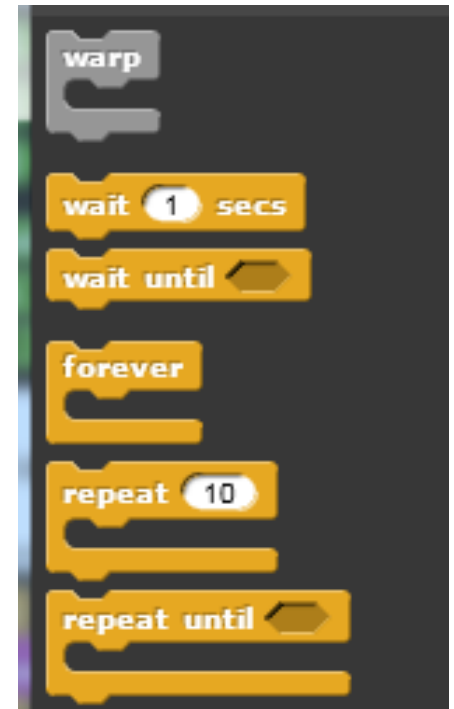 warp
wait 1 secs
wait until
forever
repeat 10
repeat until